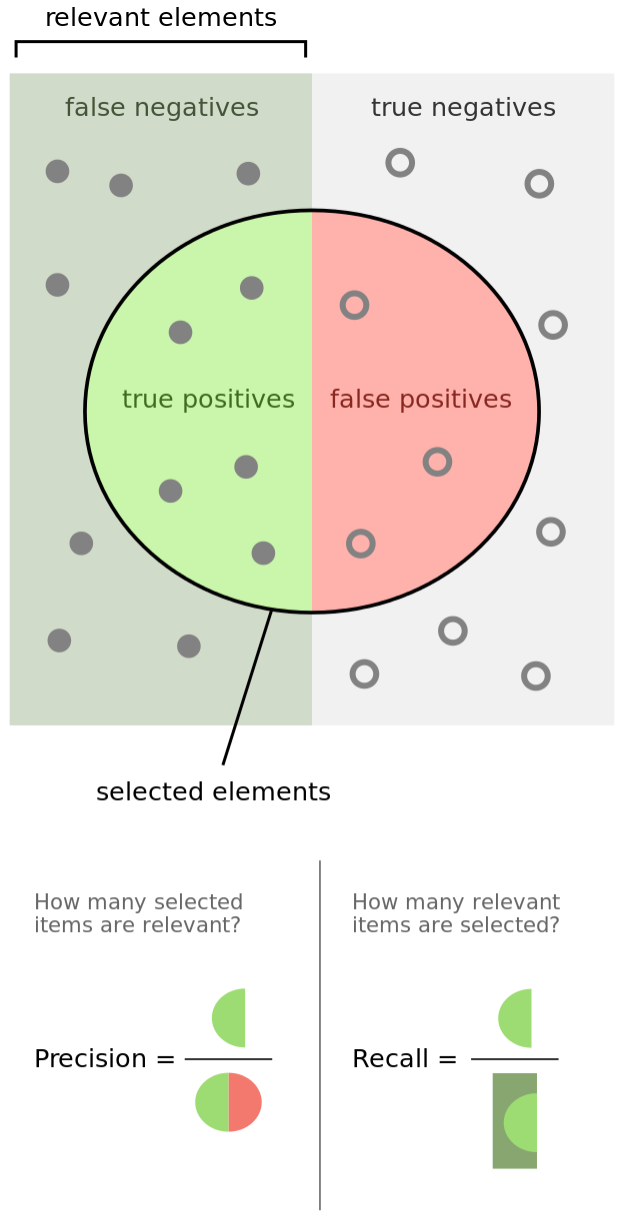 relevant elements
false negatives
true negatives
true positives
false positives
selected elements
How many selected
items are relevant?
How many relevant
items are selected?
Precision =
Recall =